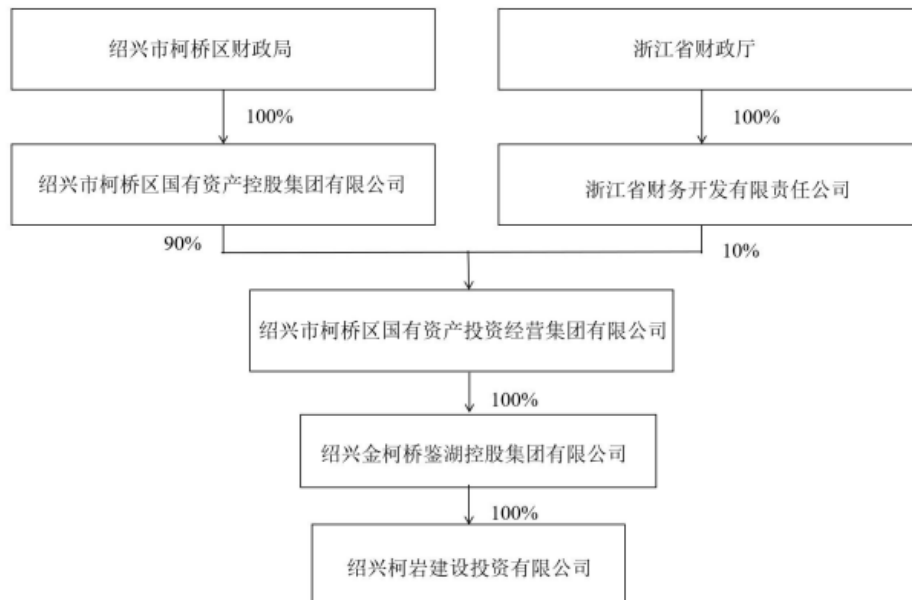 绍兴市柯桥区财政局
浙江省财政厅
100%
100%
绍兴市柯桥区国有资产控股集团有限公司
浙江省财务开发有限责任公司
90%
10%
绍兴市柯桥区国有资产投资经营集团有限公司
100%
绍兴金柯桥鉴湖控股集团有限公司
100%
绍兴柯岩建设投资有限公司